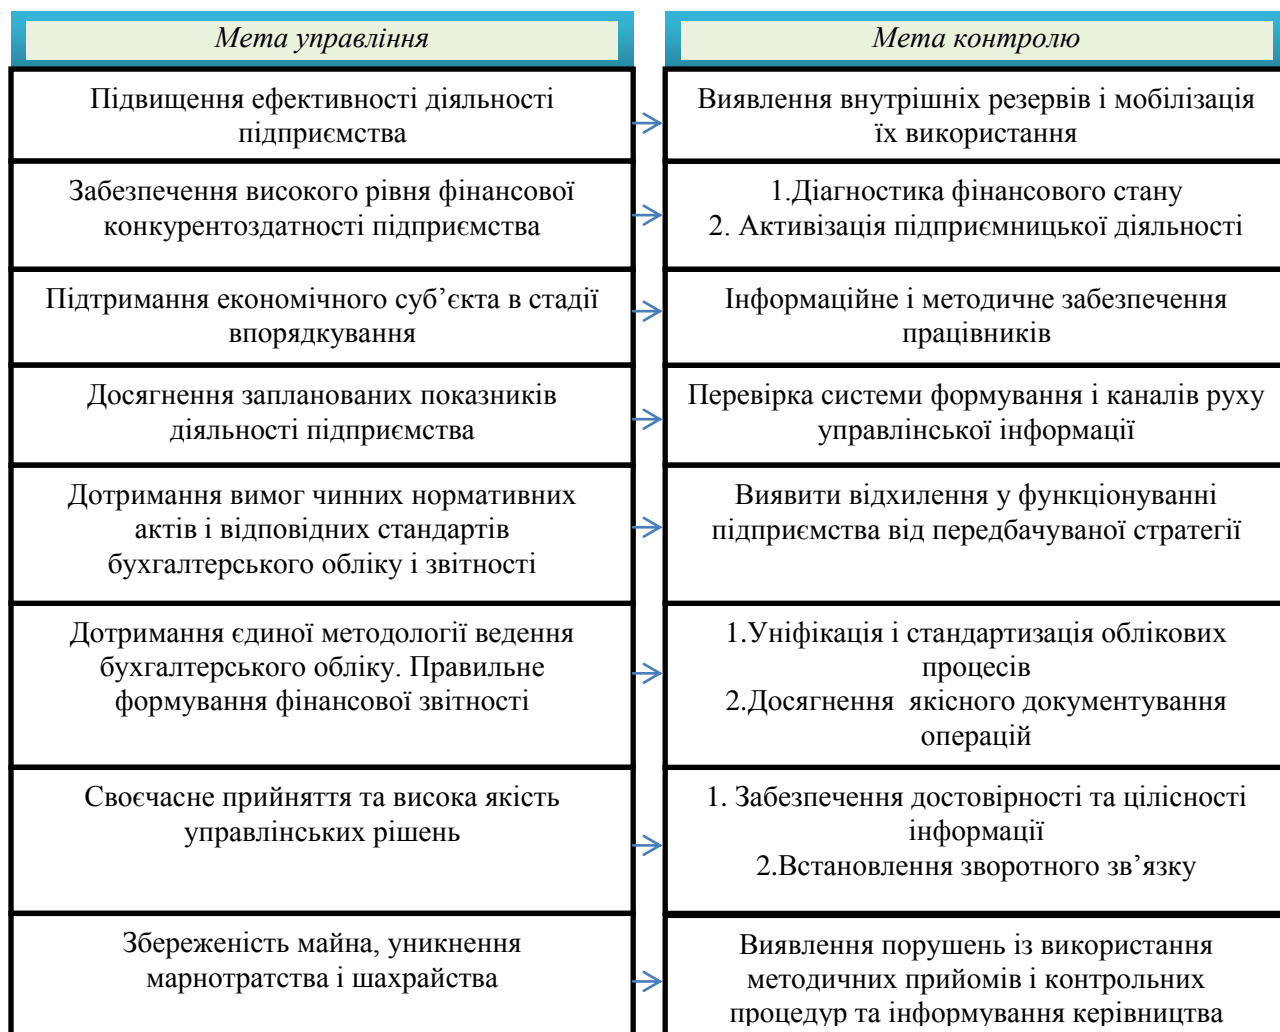 Мета управління
Мета контролю
Підвищення ефективності діяльності
підприємства
Виявлення внутрішніх резервів і мобілізація
їх використання
Забезпечення високого рівня фінансової
конкурентоздатності підприємства
1.Діагностика фінансового стану
2. Активізація підприємницької діяльності
Підтримання економічного суб’єкта в стадії
впорядкування
Інформаційне і методичне забезпечення
працівників
Досягнення запланованих показників
діяльності підприємства
Перевірка системи формування і каналів руху
управлінської інформації
Дотримання вимог чинних нормативних
актів і відповідних стандартів
бухгалтерського обліку і звітності
Виявити відхилення у функціонуванні
підприємства від передбачуваної стратегії
Дотримання єдиної методології ведення
бухгалтерського обліку. Правильне
формування фінансової звітності
1.Уніфікація і стандартизація облікових
процесів
2.Досягнення якісного документування
операцій
Своєчасне прийняття та висока якість
управлінських рішень
1. Забезпечення достовірності та цілісності
інформації
2.Встановлення зворотного зв’язку
Збереженість майна, уникнення
марнотратства і шахрайства
Виявлення порушень із використання
методичних прийомів і контрольних
процедур та інформування керівництва